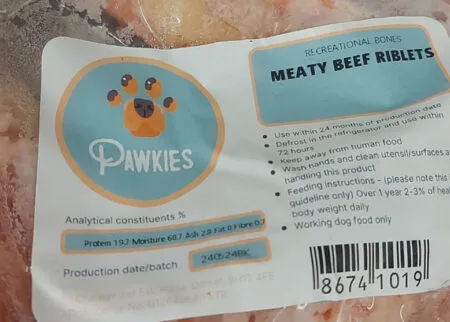 RECREATIONAL BONES
MEATY BEEF RIBLETS
PAWKIES
• Use within 24 months of production date
• Defrost in the refrigerator and use within
72 hours
• Keep away from human food
• Wash hands and clean utensil/surfaces a
handling this product
• Feeding Instructions - (please note this i
guideline only) Over 1 year 2-3% of hea
body weight daily
• Working dog food only
Analytical constituents %
Protein 19.7 Moisture 68.7 Ash 2.8 Fat 8 Fibre 0.7
Production date/batch 240524BK
8674 1019